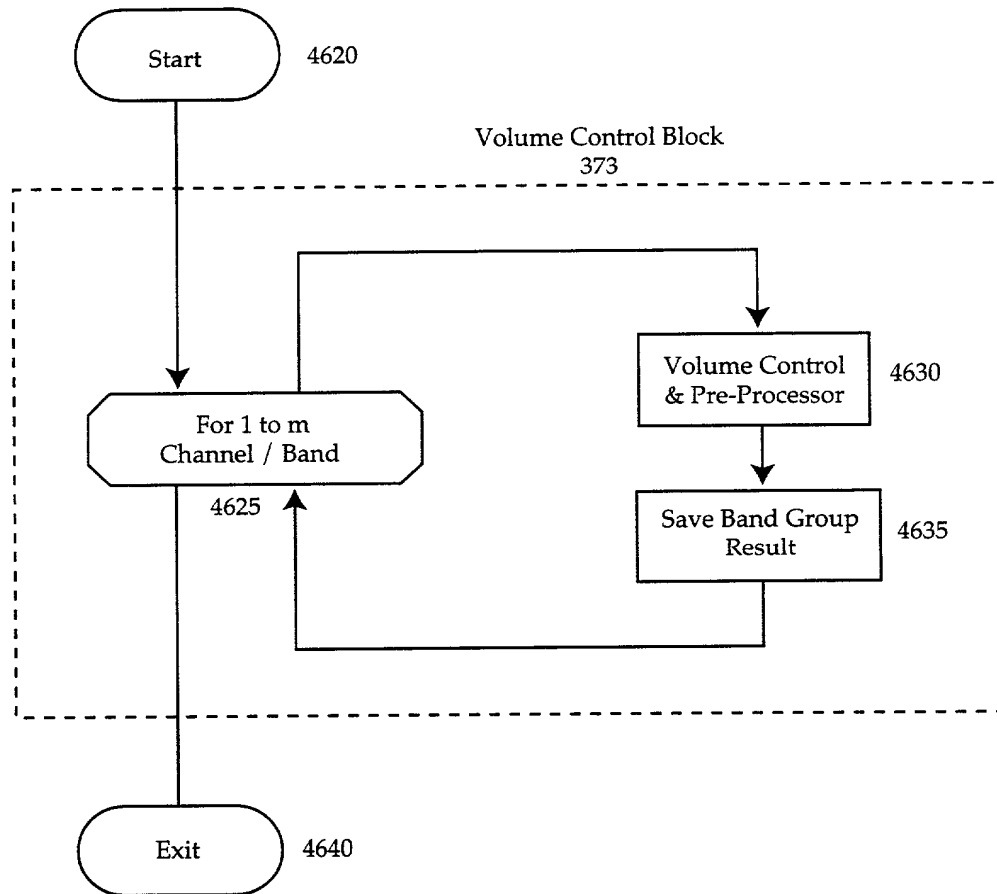 Start
4620
Volume Control Block
373
For 1 to m
Channel / Band
4625
Volume Control
& Pre-Processor
4630
Save Band Group
Result
4635
Exit
4640